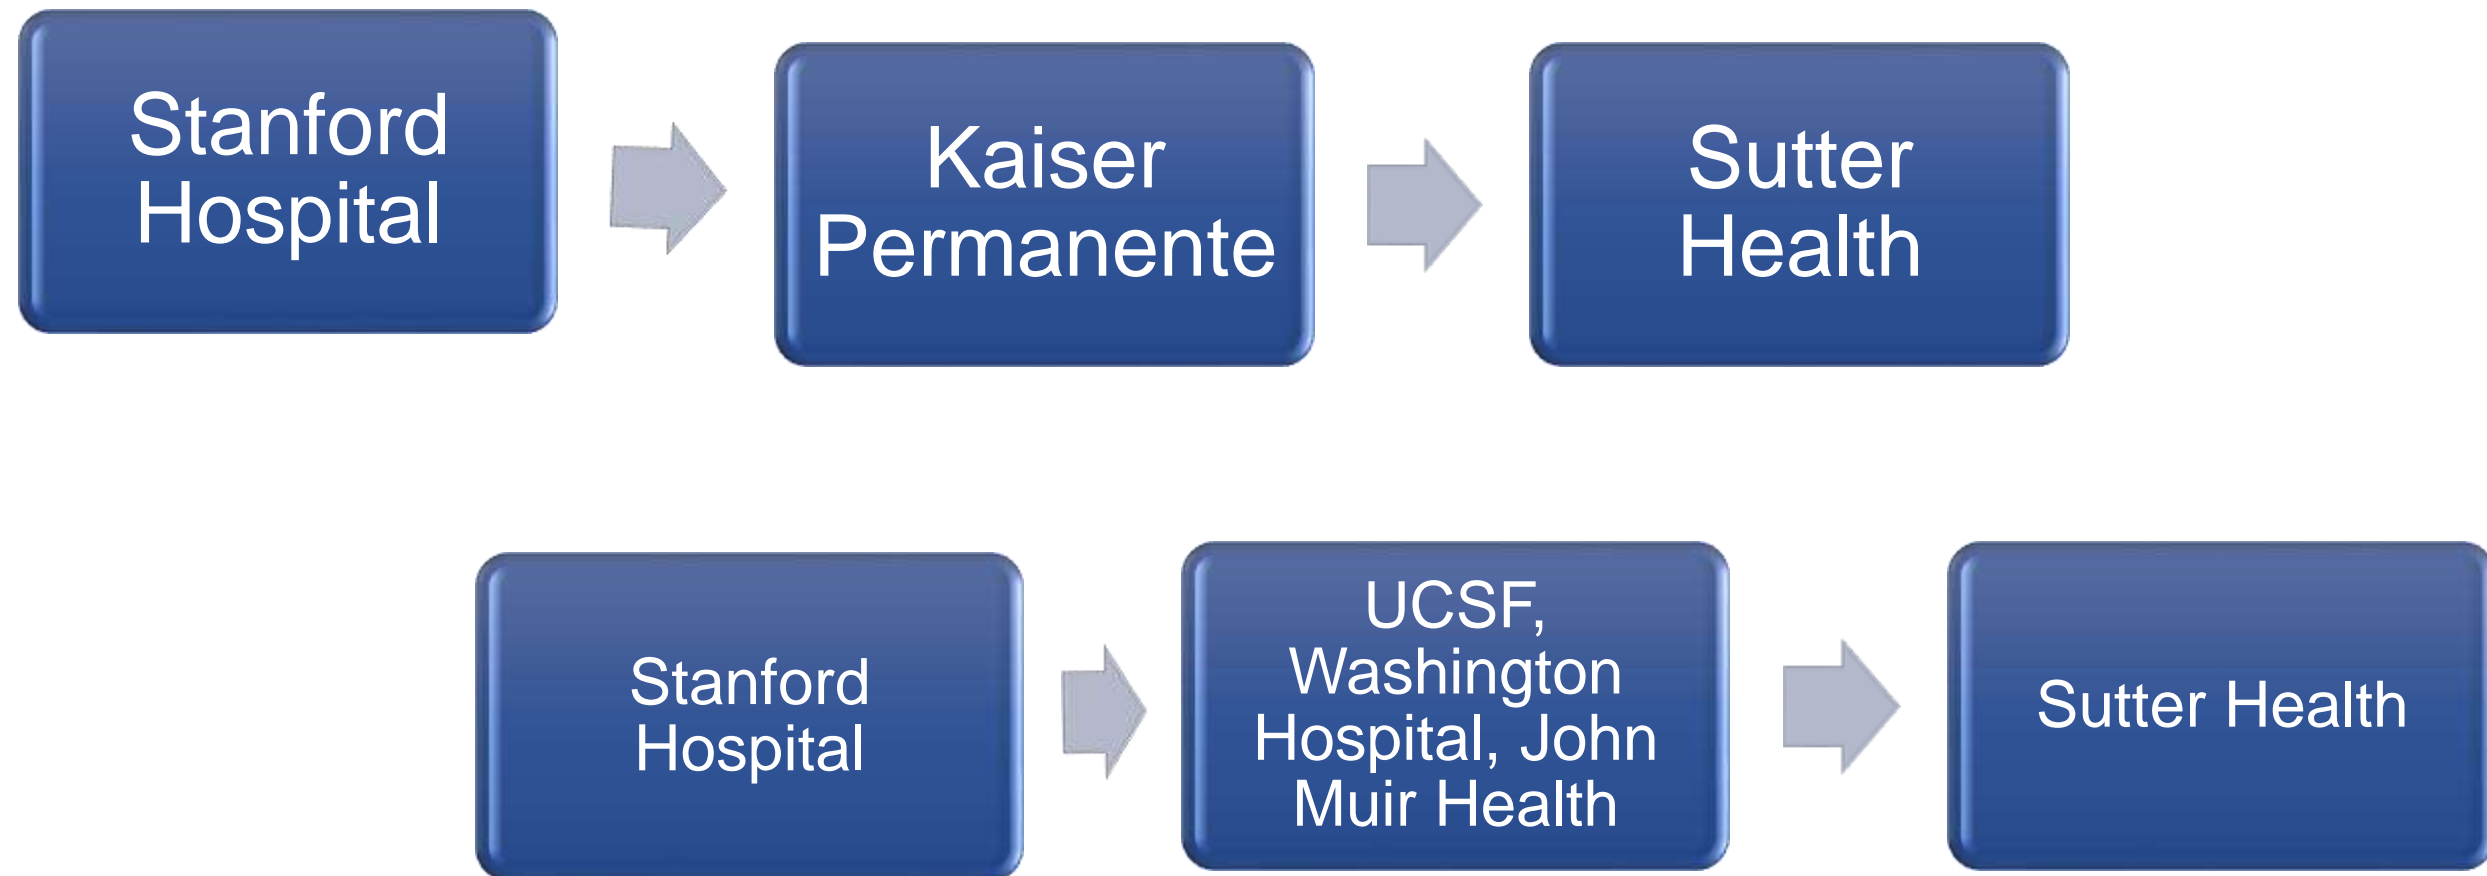 Stanford
Hospital
Kaiser
Permanente
Sutter
Health
Stanford
Hospital
UCSF,
Washington
Hospital, John
Muir Health
Sutter Health